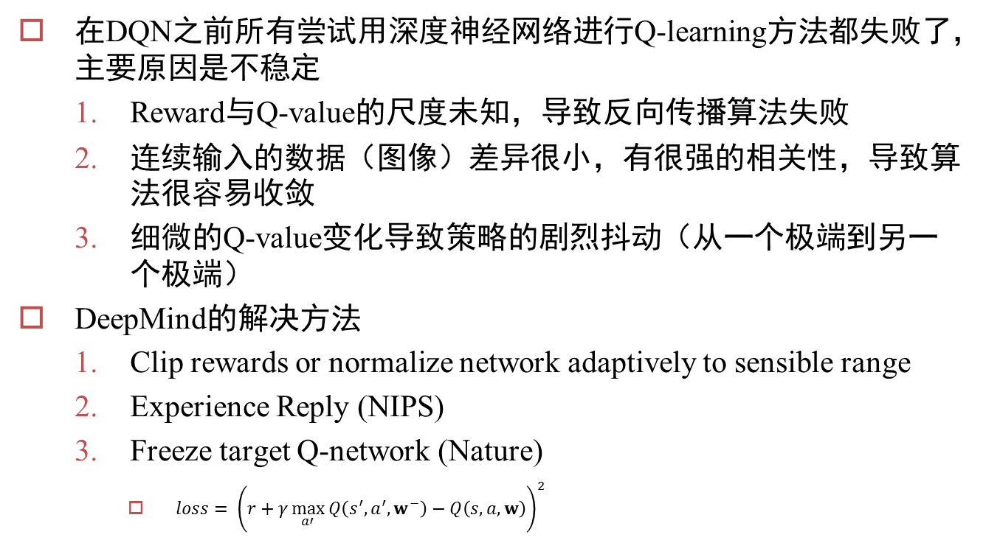 在DQN之前所有尝试用深度神经网络进行Q-learning方法都失败了，
主要原因是不稳定
1. Reward与Q-value的尺度未知，导致反向传播算法失败
2. 连续输入的数据（图像）差异很小，有很强的相关性，导致算
法很容易收敛
3. 细微的Q-value变化导致策略的剧烈抖动（从一个极端到另一
个极端）
DeepMind的解决方法
1. Clip rewards or normalize network adaptively to sensible range
2. Experience Reply (NIPS)
3. Freeze target Q-network (Nature)
loss = (r + γ max_{a′} Q(s′, a′, w⁻) − Q(s, a, w))²